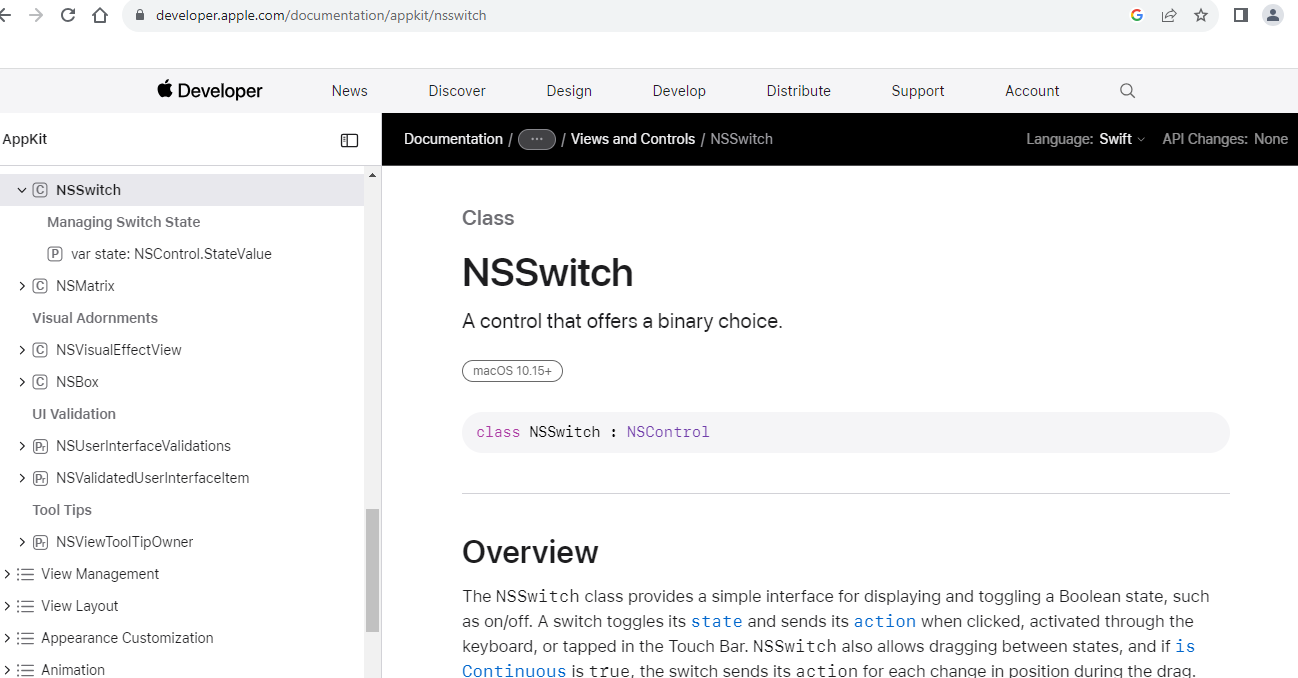 developer.apple.com/documentation/appkit/nsswitch
Developer News Discover Design Develop Distribute Support Account
AppKit
Documentation / ··· / Views and Controls / NSSwitch Language: Swift API Changes: None
C NSSwitch
Managing Switch State
P var state: NSControl.StateValue
C NSMatrix
Visual Adornments
C NSVisualEffectView
C NSBox
UI Validation
Pr NSUserInterfaceValidations
Pr NSValidatedUserInterfaceItem
Tool Tips
Pr NSViewToolTipOwner
View Management
View Layout
Appearance Customization
Animation
Class
NSSwitch
A control that offers a binary choice.
macOS 10.15+
class NSSwitch : NSControl
Overview
The NSSwitch class provides a simple interface for displaying and toggling a Boolean state, such
as on/off. A switch toggles its state and sends its action when clicked, activated through the
keyboard, or tapped in the Touch Bar. NSSwitch also allows dragging between states, and if is
Continuous is true, the switch sends its action for each change in position during the drag.